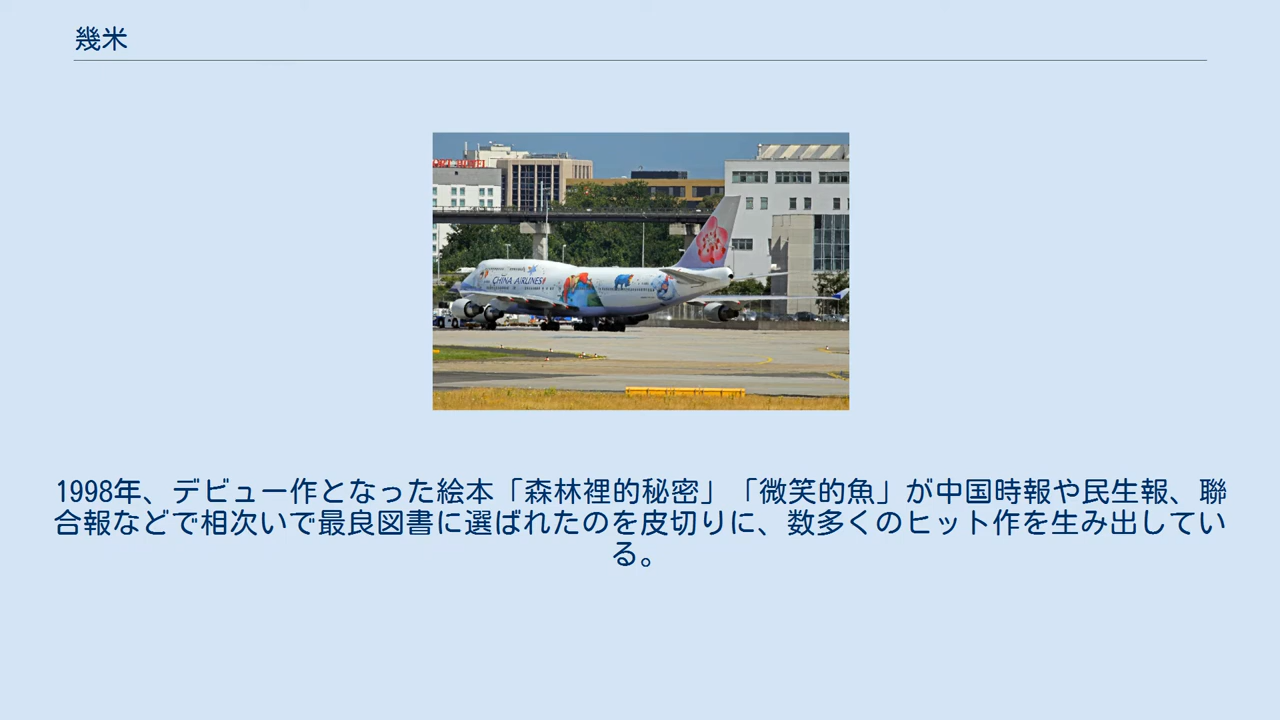 幾米
CHINA AIRLINES
1998年、デビュー作となった絵本「森林裡的秘密」「微笑的魚」が中国時報や民生報、聯
合報などで相次いで最良図書に選ばれたのを皮切りに、数多くのヒット作を生み出してい
る。